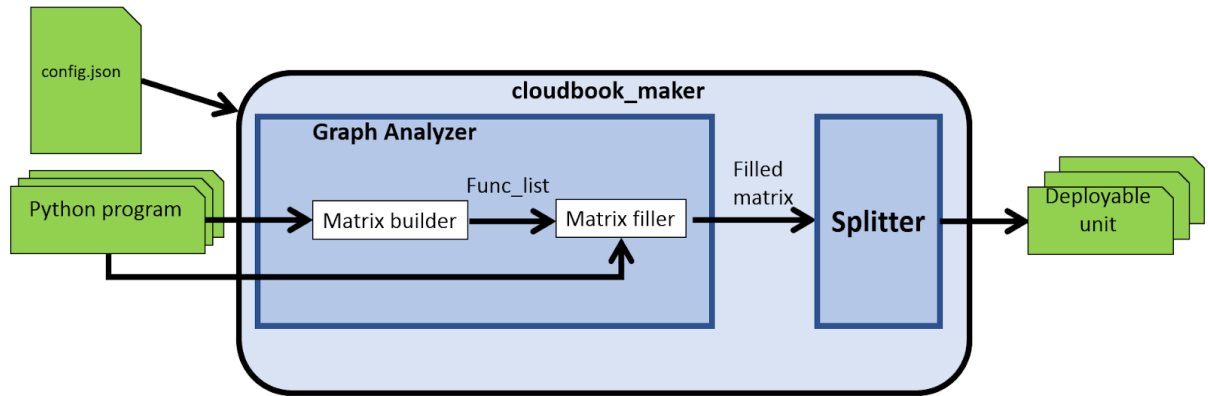 config.json
cloudbook_maker
Graph Analyzer
Python program
Func_list
Matrix builder
Matrix filler
Filled
matrix
Splitter
Deployable
unit